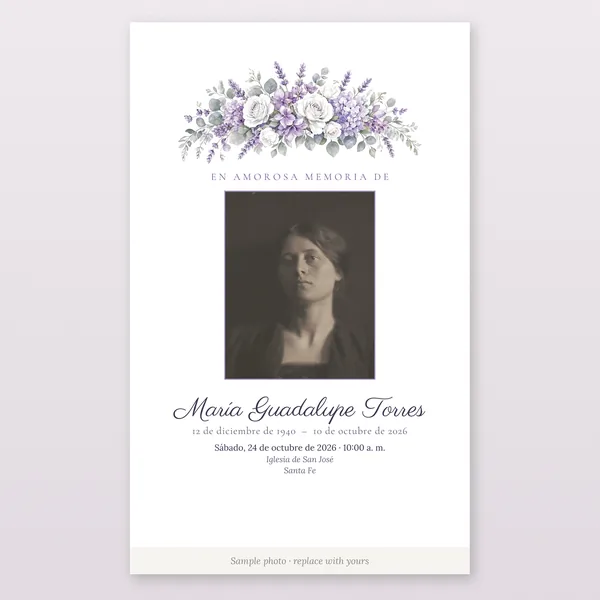 EN AMOROSA MEMORIA DE
María Guadalupe Torres
12 de diciembre de 1940 – 10 de octubre de 2026
Sábado, 24 de octubre de 2026 · 10:00 a. m.
Iglesia de San José
Santa Fe
Sample photo · replace with yours